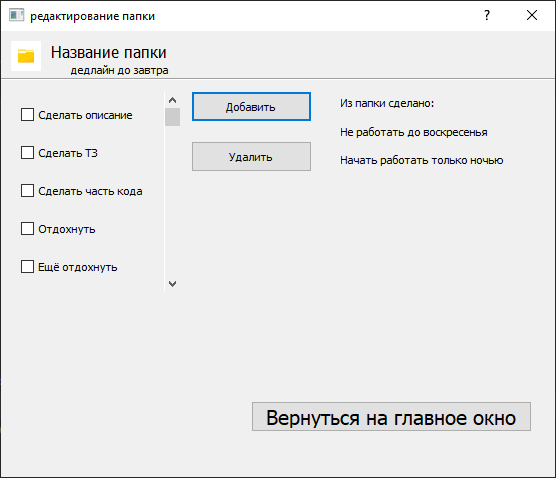 редактирование папки
?
Название папки
дедлайн до завтра
Сделать описание
Сделать ТЗ
Сделать часть кода
Отдохнуть
Ещё отдохнуть
Добавить
Удалить
Из папки сделано:
Не работать до воскресенья
Начать работать только ночью
Вернуться на главное окно